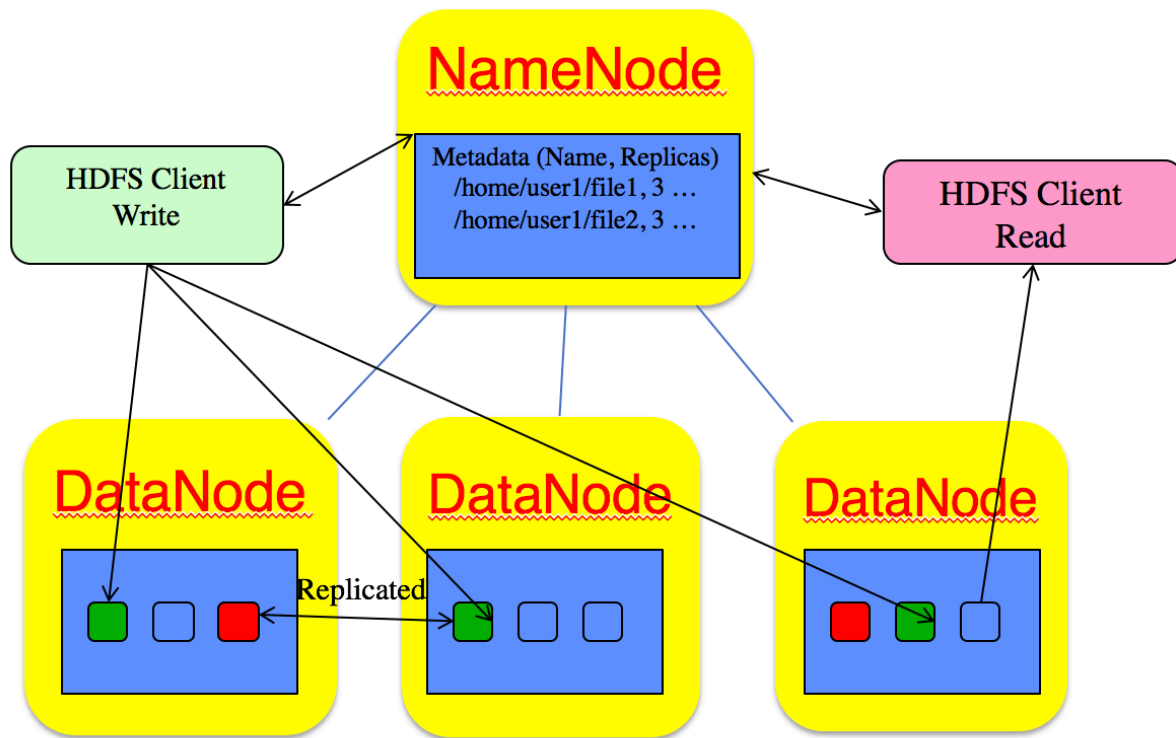 NameNode
Metadata (Name, Replicas)
/home/user1/file1, 3 …
/home/user1/file2, 3 …
HDFS Client
Write
HDFS Client
Read
DataNode
DataNode
DataNode
Replicated